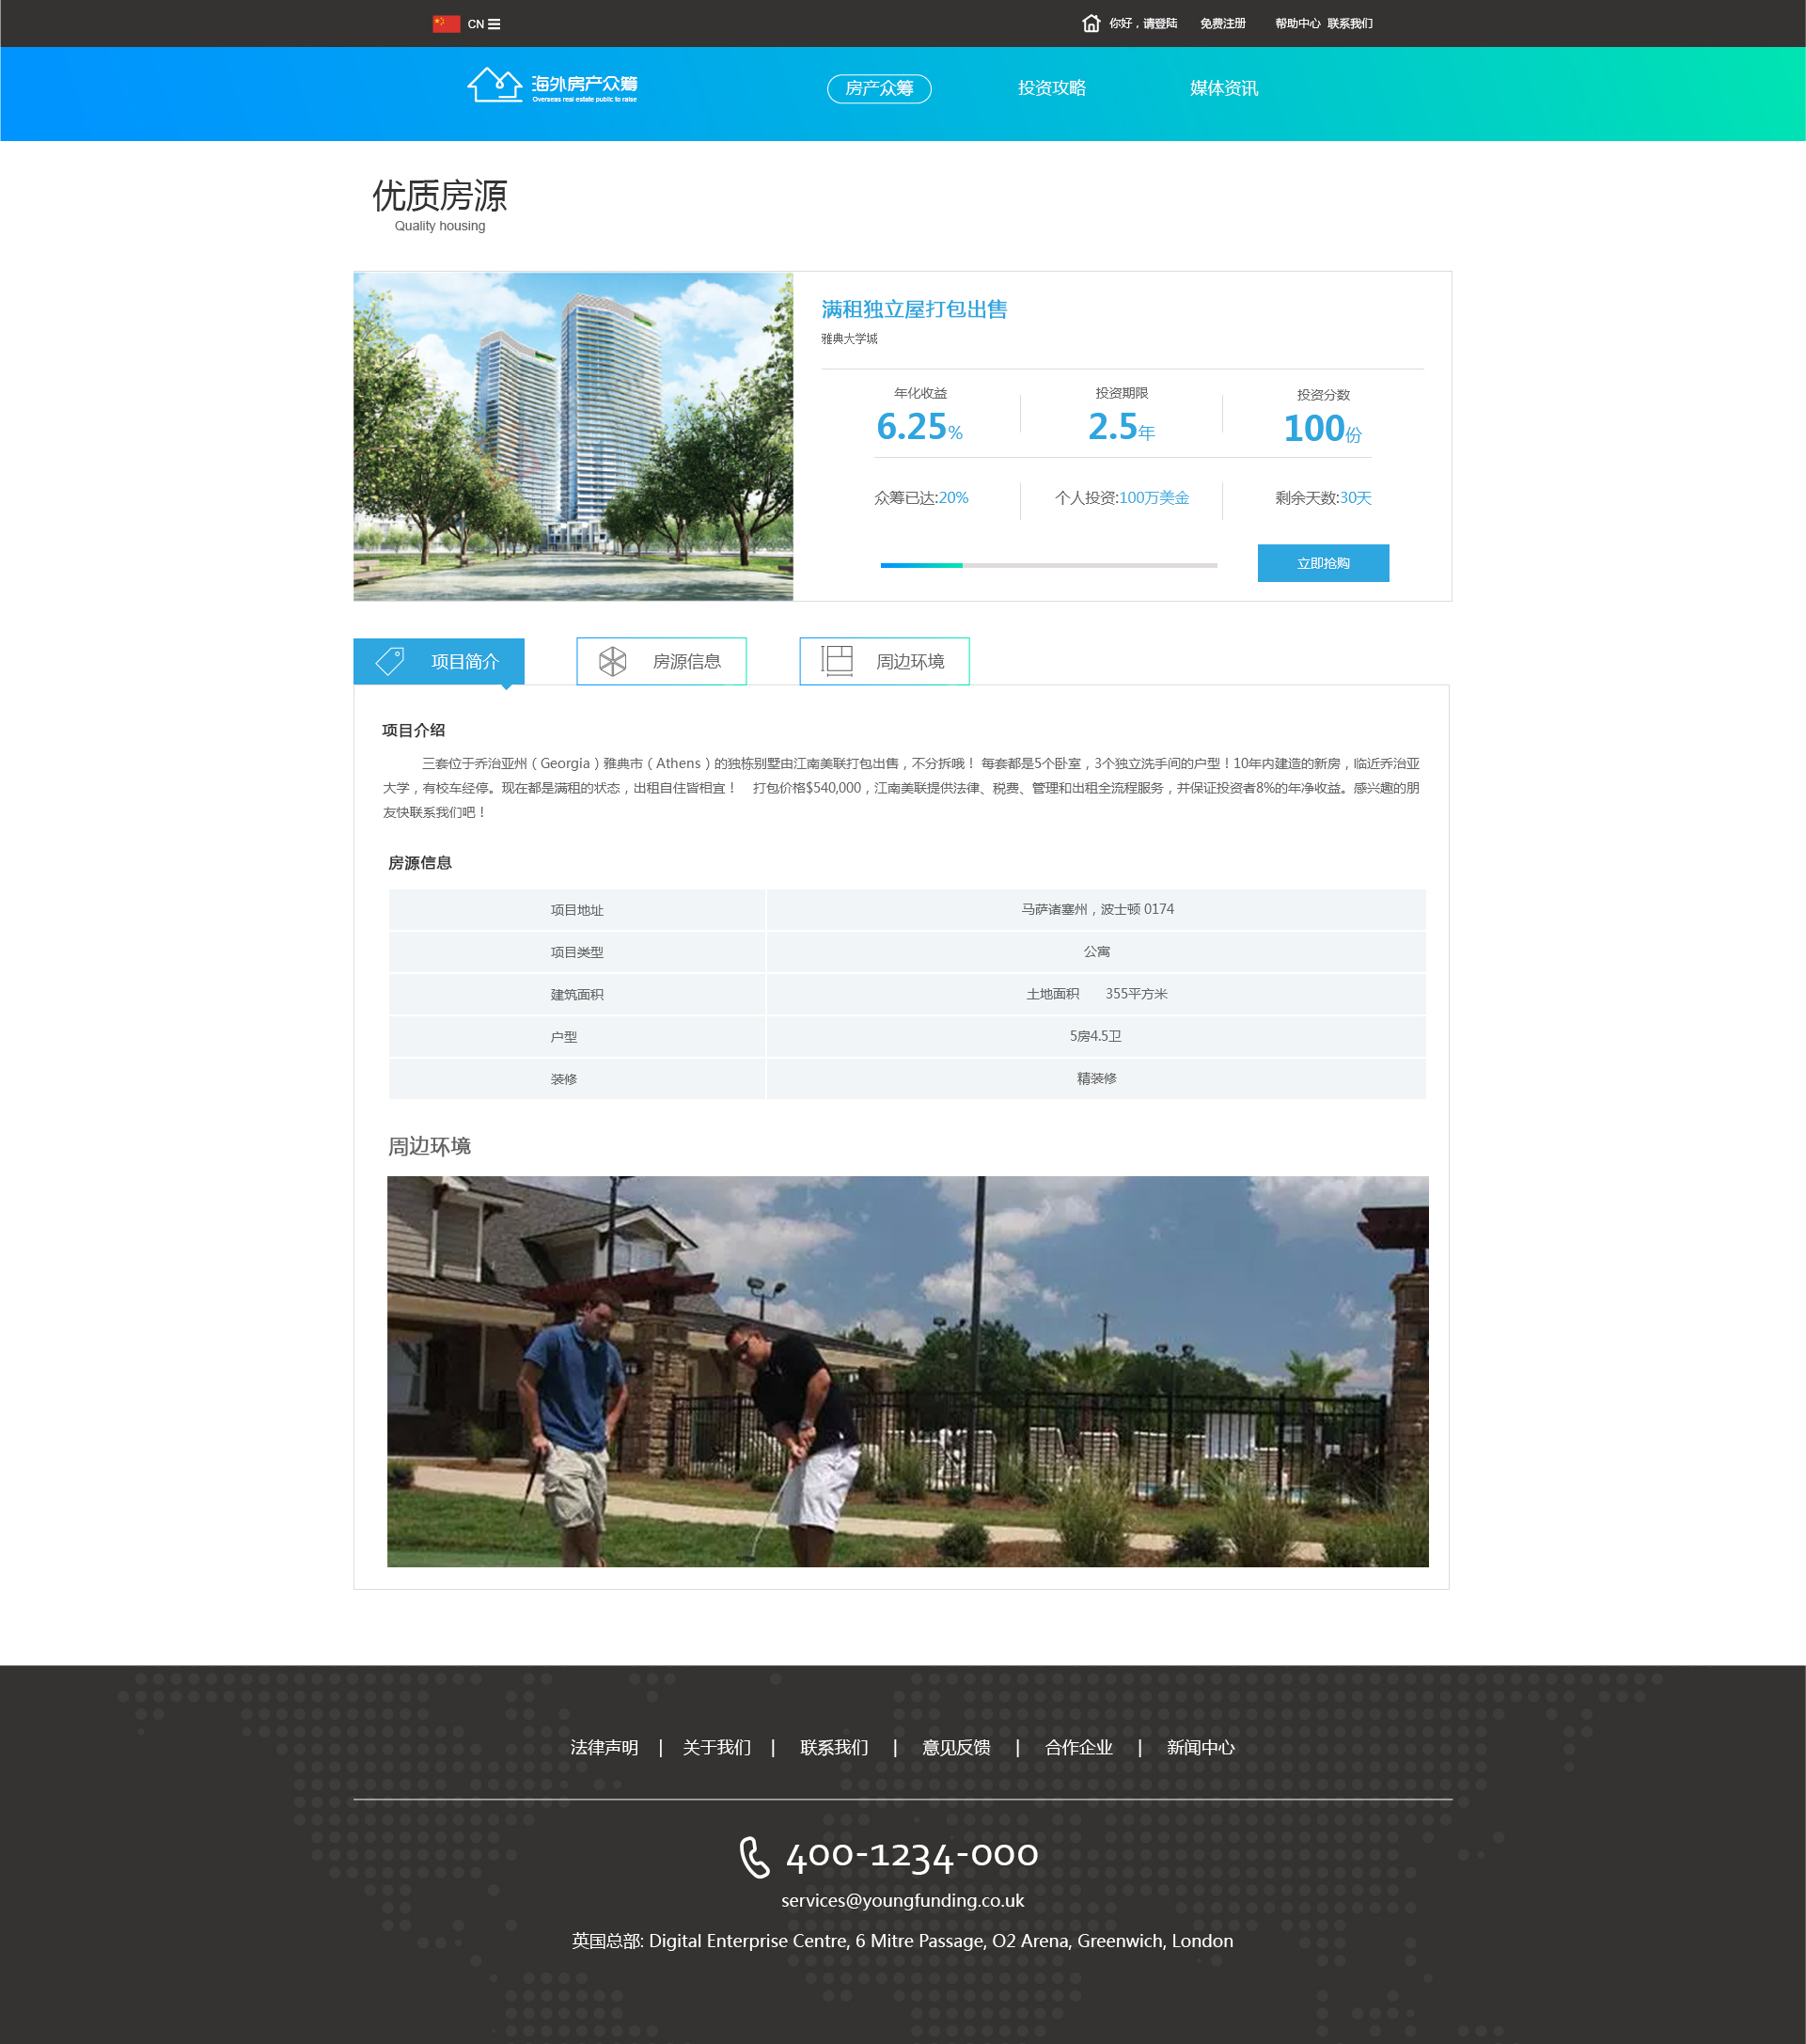 CN
你好，请登陆 免费注册 帮助中心 联系我们
海外房产众筹
Overseas real estate public to raise
房产众筹 投资攻略 媒体资讯
优质房源
Quality housing
满租独立屋打包出售
雅典大学城
年化收益 投资期限 投资分数
6.25% 2.5年 100份
众筹已达:20% 个人投资:100万美金 剩余天数:30天
立即抢购
项目简介 房源信息 周边环境
项目介绍
三套位于乔治亚州（Georgia）雅典市（Athens）的独栋别墅由江南美联打包出售，不分拆哦！ 每套都是5个卧室，3个独立洗手间的户型！10年内建造的新房，临近乔治亚
大学，有校车经停。现在都是满租的状态，出租自住皆相宜！ 打包价格$540,000，江南美联提供法律、税费、管理和出租全流程服务，并保证投资者8%的年净收益。感兴趣的朋
友快联系我们吧！
房源信息
项目地址 马萨诸塞州，波士顿 0174
项目类型 公寓
建筑面积 土地面积 355平方米
户型 5房4.5卫
装修 精装修
周边环境
法律声明 | 关于我们 | 联系我们 | 意见反馈 | 合作企业 | 新闻中心
400-1234-000
services@youngfunding.co.uk
英国总部: Digital Enterprise Centre, 6 Mitre Passage, O2 Arena, Greenwich, London